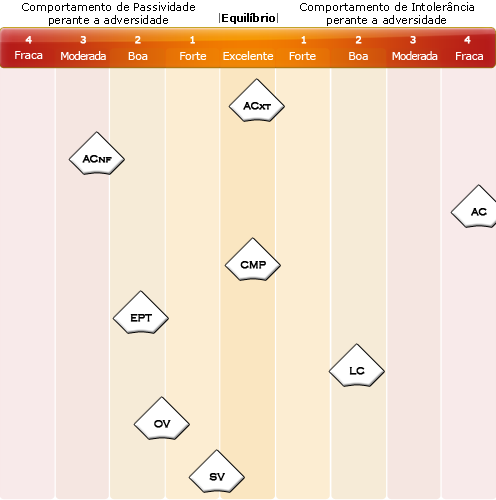 Comportamento de Passividade
perante a adversidade
|Equilíbrio|
Comportamento de Intolerância
perante a adversidade
4 3 2 1 1 2 3 4
Fraca Moderada Boa Forte Excelente Forte Boa Moderada Fraca
ACXT
ACNF
AC
CMP
EPT
LC
OV
SV